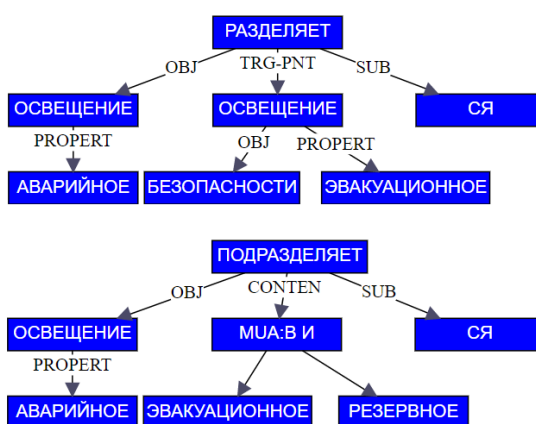 РАЗДЕЛЯЕТ
OBJ TRG-PNT SUB
ОСВЕЩЕНИЕ ОСВЕЩЕНИЕ СЯ
PROPERT OBJ PROPERT
АВАРИЙНОЕ БЕЗОПАСНОСТИ ЭВАКУАЦИОННОЕ
ПОДРАЗДЕЛЯЕТ
OBJ CONTEN SUB
ОСВЕЩЕНИЕ MUA:В И СЯ
PROPERT
АВАРИЙНОЕ ЭВАКУАЦИОННОЕ РЕЗЕРВНОЕ